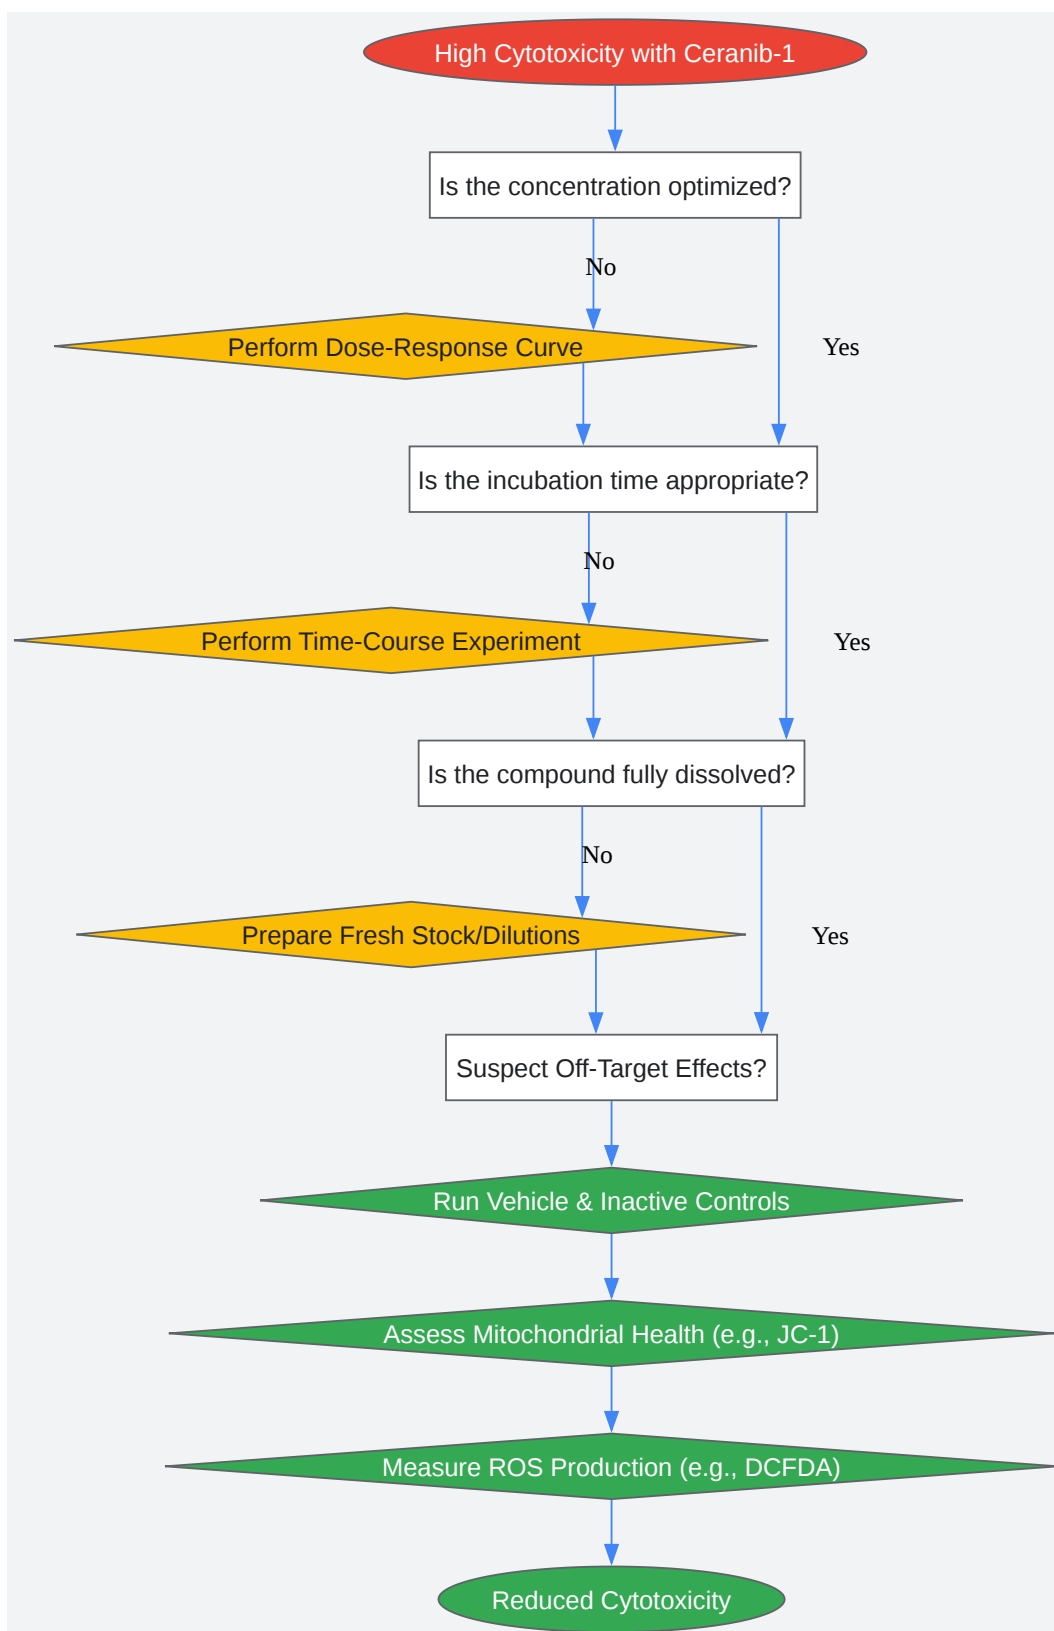 High Cytotoxicity with Ceranib-1
Is the concentration optimized?
No
Perform Dose-Response Curve
Yes
Is the incubation time appropriate?
No
Perform Time-Course Experiment
Yes
Is the compound fully dissolved?
No
Prepare Fresh Stock/Dilutions
Yes
Suspect Off-Target Effects?
Run Vehicle & Inactive Controls
Assess Mitochondrial Health (e.g., JC-1)
Measure ROS Production (e.g., DCFDA)
Reduced Cytotoxicity